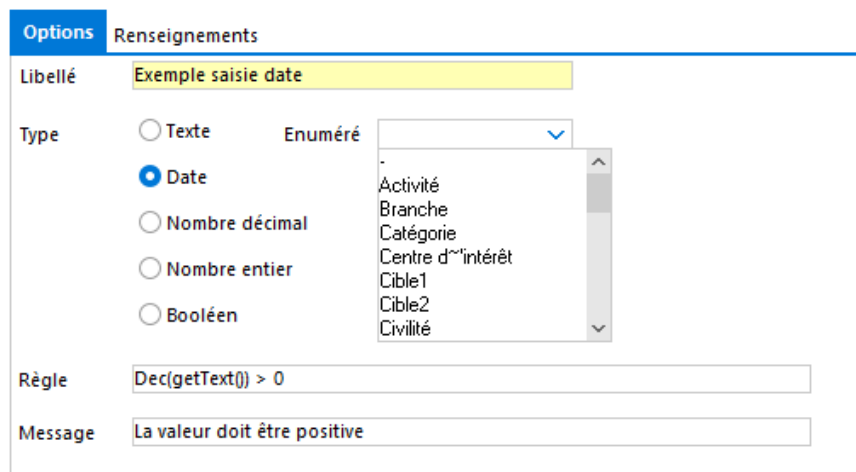 Options Renseignements
Libellé Exemple saisie date
Type Texte Enuméré
-
Activité
Date
Branche
Nombre décimal
Catégorie
Centre d~'intérêt
Nombre entier
Cible1
Cible2
Booléen
Civilité
Règle Dec(getText()) > 0
Message La valeur doit être positive